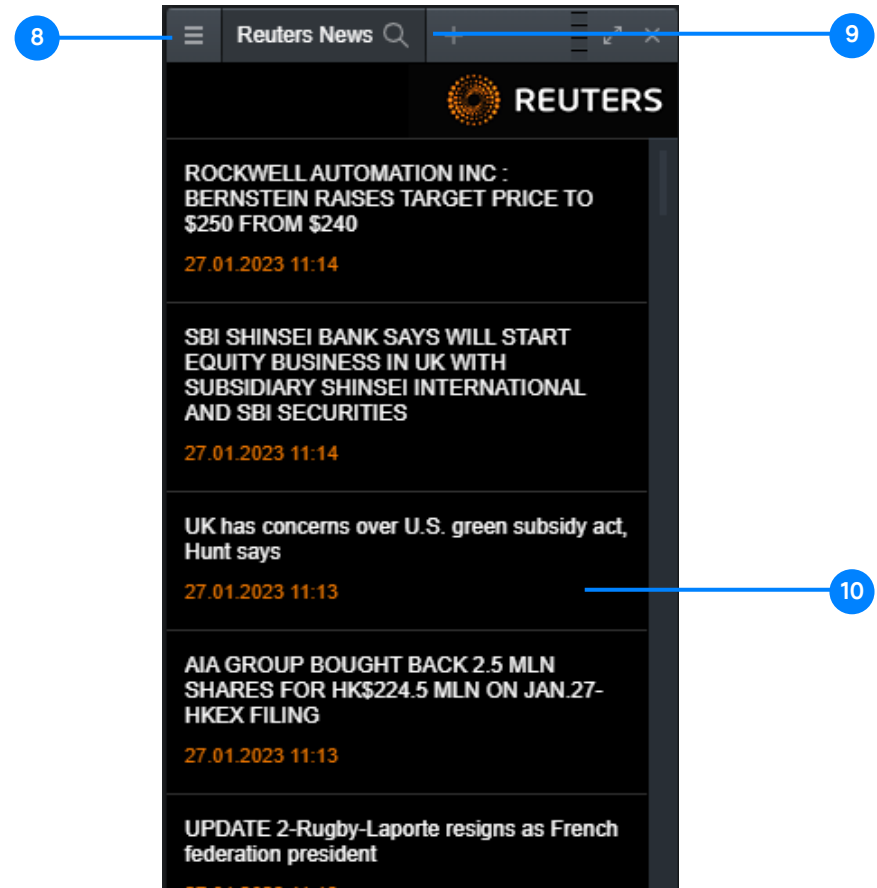 8
Reuters News
9
REUTERS
ROCKWELL AUTOMATION INC :
BERNSTEIN RAISES TARGET PRICE TO
$250 FROM $240
27.01.2023 11:14
SBI SHINSEI BANK SAYS WILL START
EQUITY BUSINESS IN UK WITH
SUBSIDIARY SHINSEI INTERNATIONAL
AND SBI SECURITIES
27.01.2023 11:14
UK has concerns over U.S. green subsidy act,
Hunt says
27.01.2023 11:13
10
AIA GROUP BOUGHT BACK 2.5 MLN
SHARES FOR HK$224.5 MLN ON JAN.27-
HKEX FILING
27.01.2023 11:13
UPDATE 2-Rugby-Laporte resigns as French
federation president